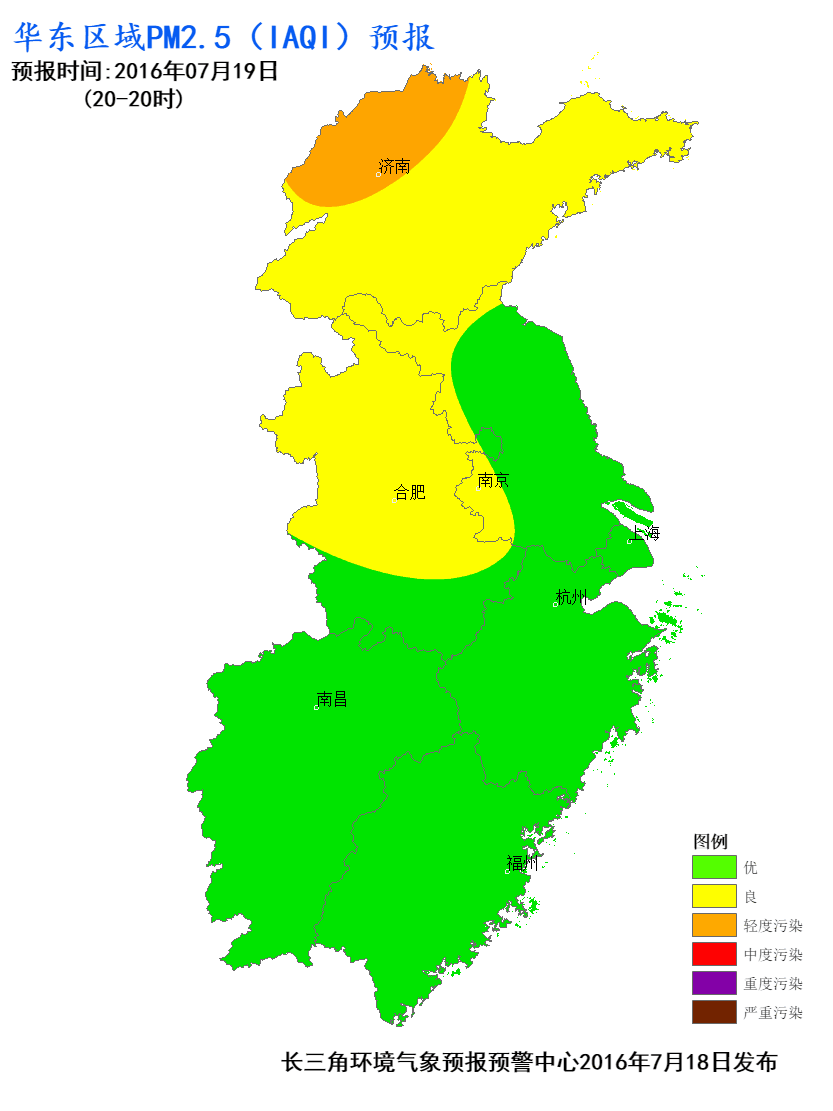 华东区域PM2.5（IAQI）预报
预报时间:2016年07月19日
(20-20时)
济南
南京
合肥
上海
杭州
南昌
福州
图例
优
良
轻度污染
中度污染
重度污染
严重污染
长三角环境气象预报预警中心2016年7月18日发布